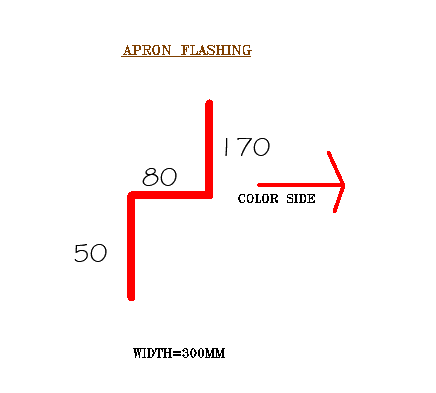 APRON FLASHING
170
80
COLOR SIDE
50
WIDTH=300MM